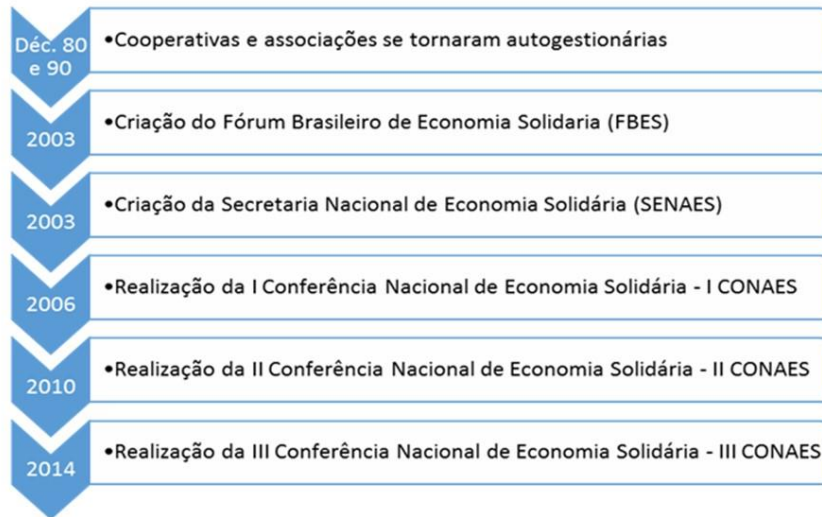 Déc. 80
e 90
•Cooperativas e associações se tornaram autogestionárias
2003
•Criação do Fórum Brasileiro de Economia Solidaria (FBES)
2003
•Criação da Secretaria Nacional de Economia Solidária (SENAES)
2006
•Realização da I Conferência Nacional de Economia Solidária - I CONAES
2010
•Realização da II Conferência Nacional de Economia Solidária - II CONAES
2014
•Realização da III Conferência Nacional de Economia Solidária - III CONAES